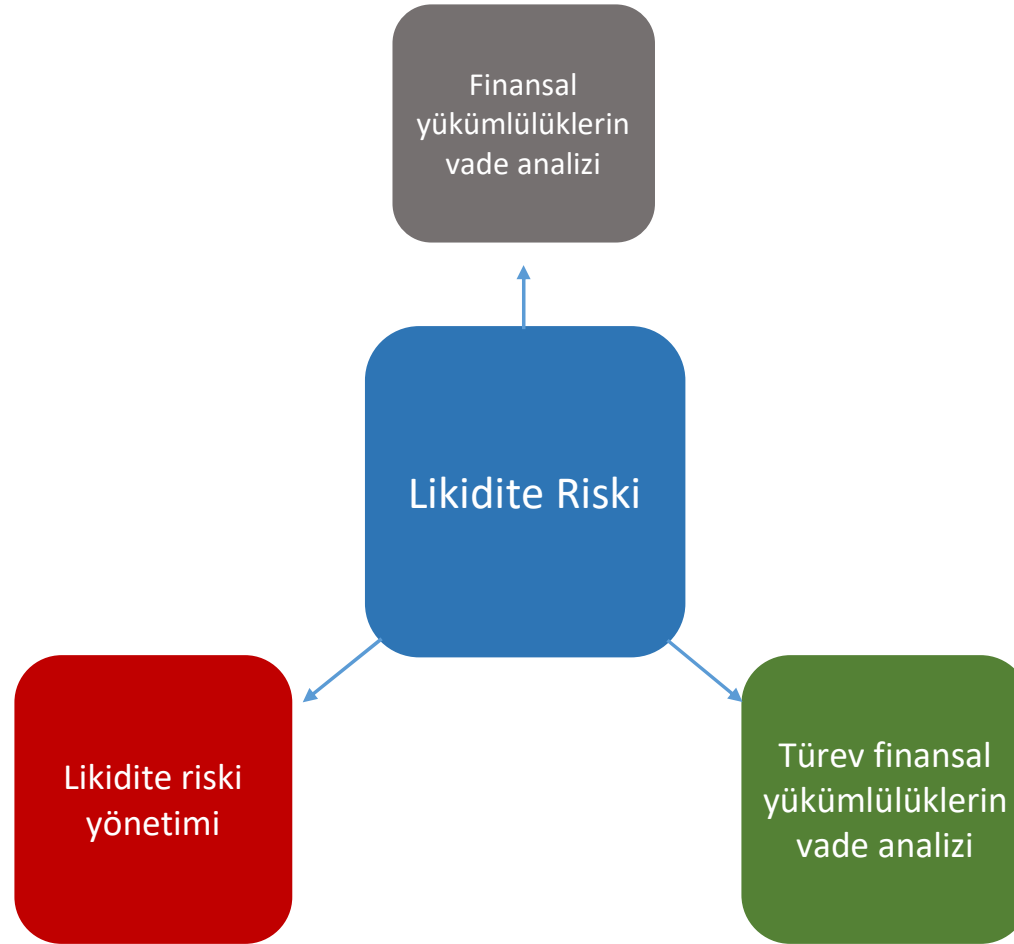 Finansal
yükümlülüklerin
vade analizi
Likidite Riski
Likidite riski
yönetimi
Türev finansal
yükümlülüklerin
vade analizi